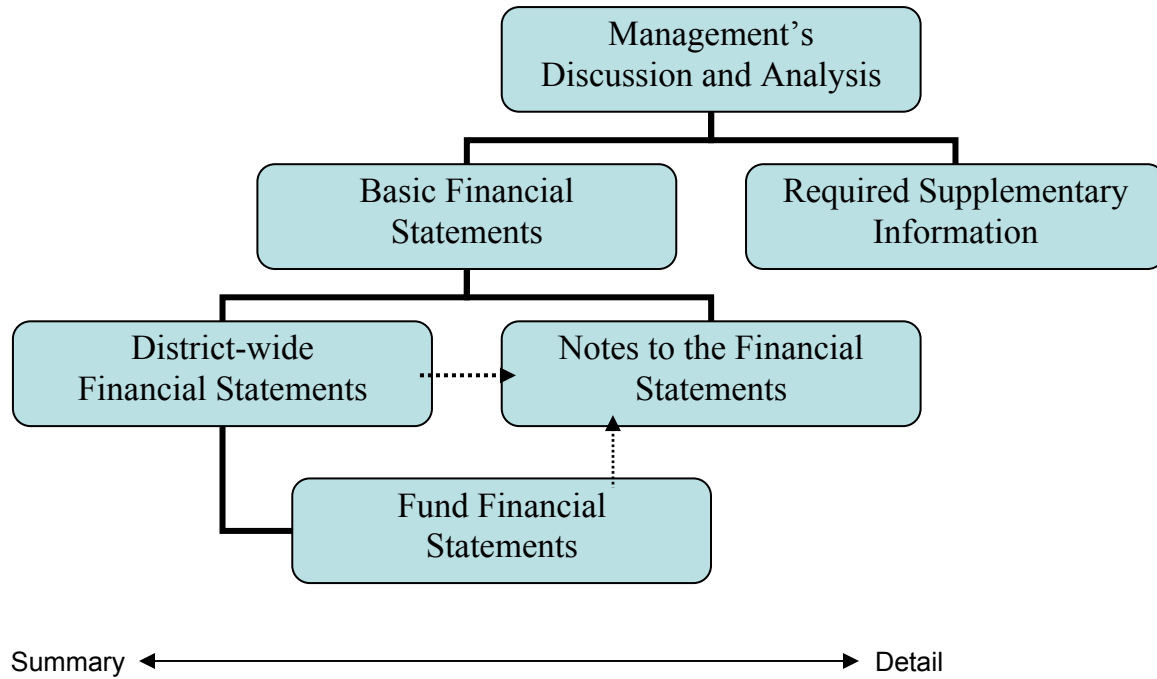 Management’s
Discussion and Analysis
Basic Financial
Statements
Required Supplementary
Information
District-wide
Financial Statements
Notes to the Financial
Statements
Fund Financial
Statements
Summary
Detail